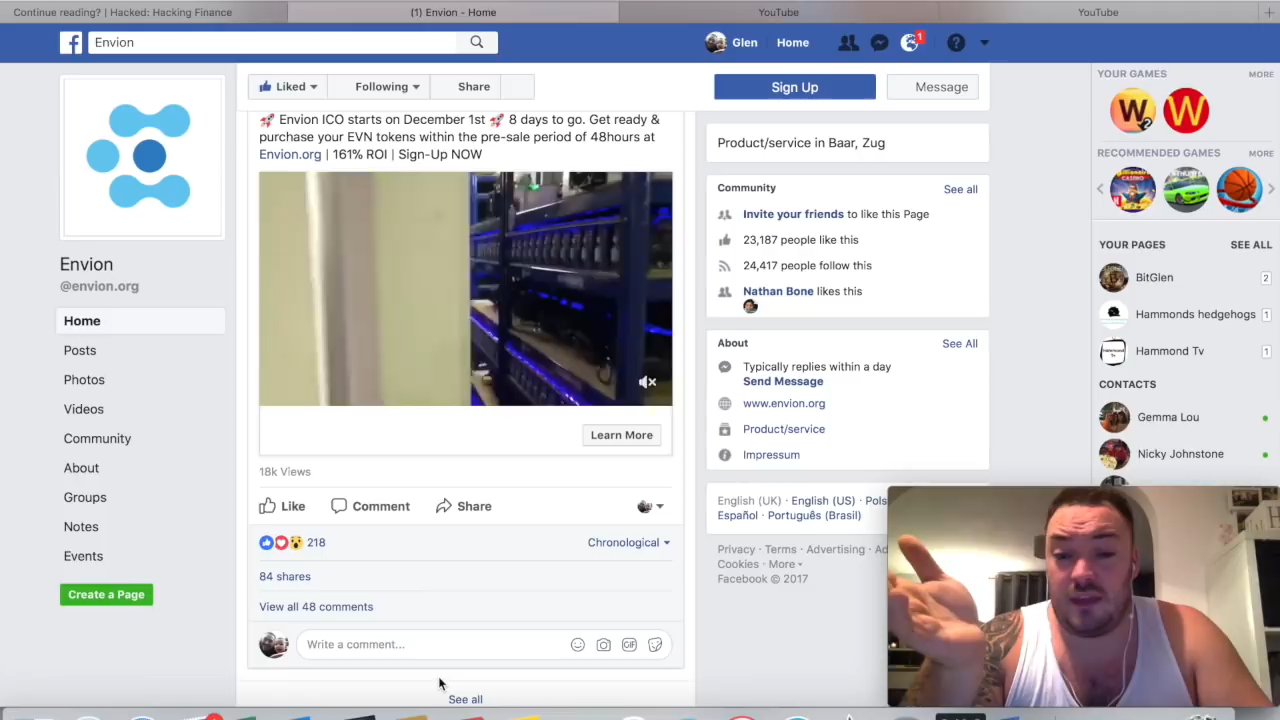 Continue reading? | Hacked: Hacking Finance
(1) Envion - Home
YouTube
YouTube
Envion
Glen
Home
1
Liked
Following
Share
Sign Up
Message
🚀 Envion ICO starts on December 1st 🚀 8 days to go. Get ready &
purchase your EVN tokens within the pre-sale period of 48hours at
Envion.org | 161% ROI | Sign-Up NOW
Learn More
18k Views
Like
Comment
Share
218
Chronological
84 shares
View all 48 comments
Write a comment...
GIF
See all
Envion
@envion.org
Home
Posts
Photos
Videos
Community
About
Groups
Notes
Events
Create a Page
Product/service in Baar, Zug
Community
See all
Invite your friends to like this Page
23,187 people like this
24,417 people follow this
Nathan Bone likes this
About
See All
Typically replies within a day
Send Message
www.envion.org
Product/service
Impressum
English (UK) · English (US) · Pols
Español · Português (Brasil)
Privacy · Terms · Advertising · Ad
Cookies · More
Facebook © 2017
YOUR GAMES
MORE
W
W
RECOMMENDED GAMES
MORE
YOUR PAGES
SEE ALL
BitGlen
2
Hammonds hedgehogs
1
Hammond Tv
1
CONTACTS
Gemma Lou
Nicky Johnstone